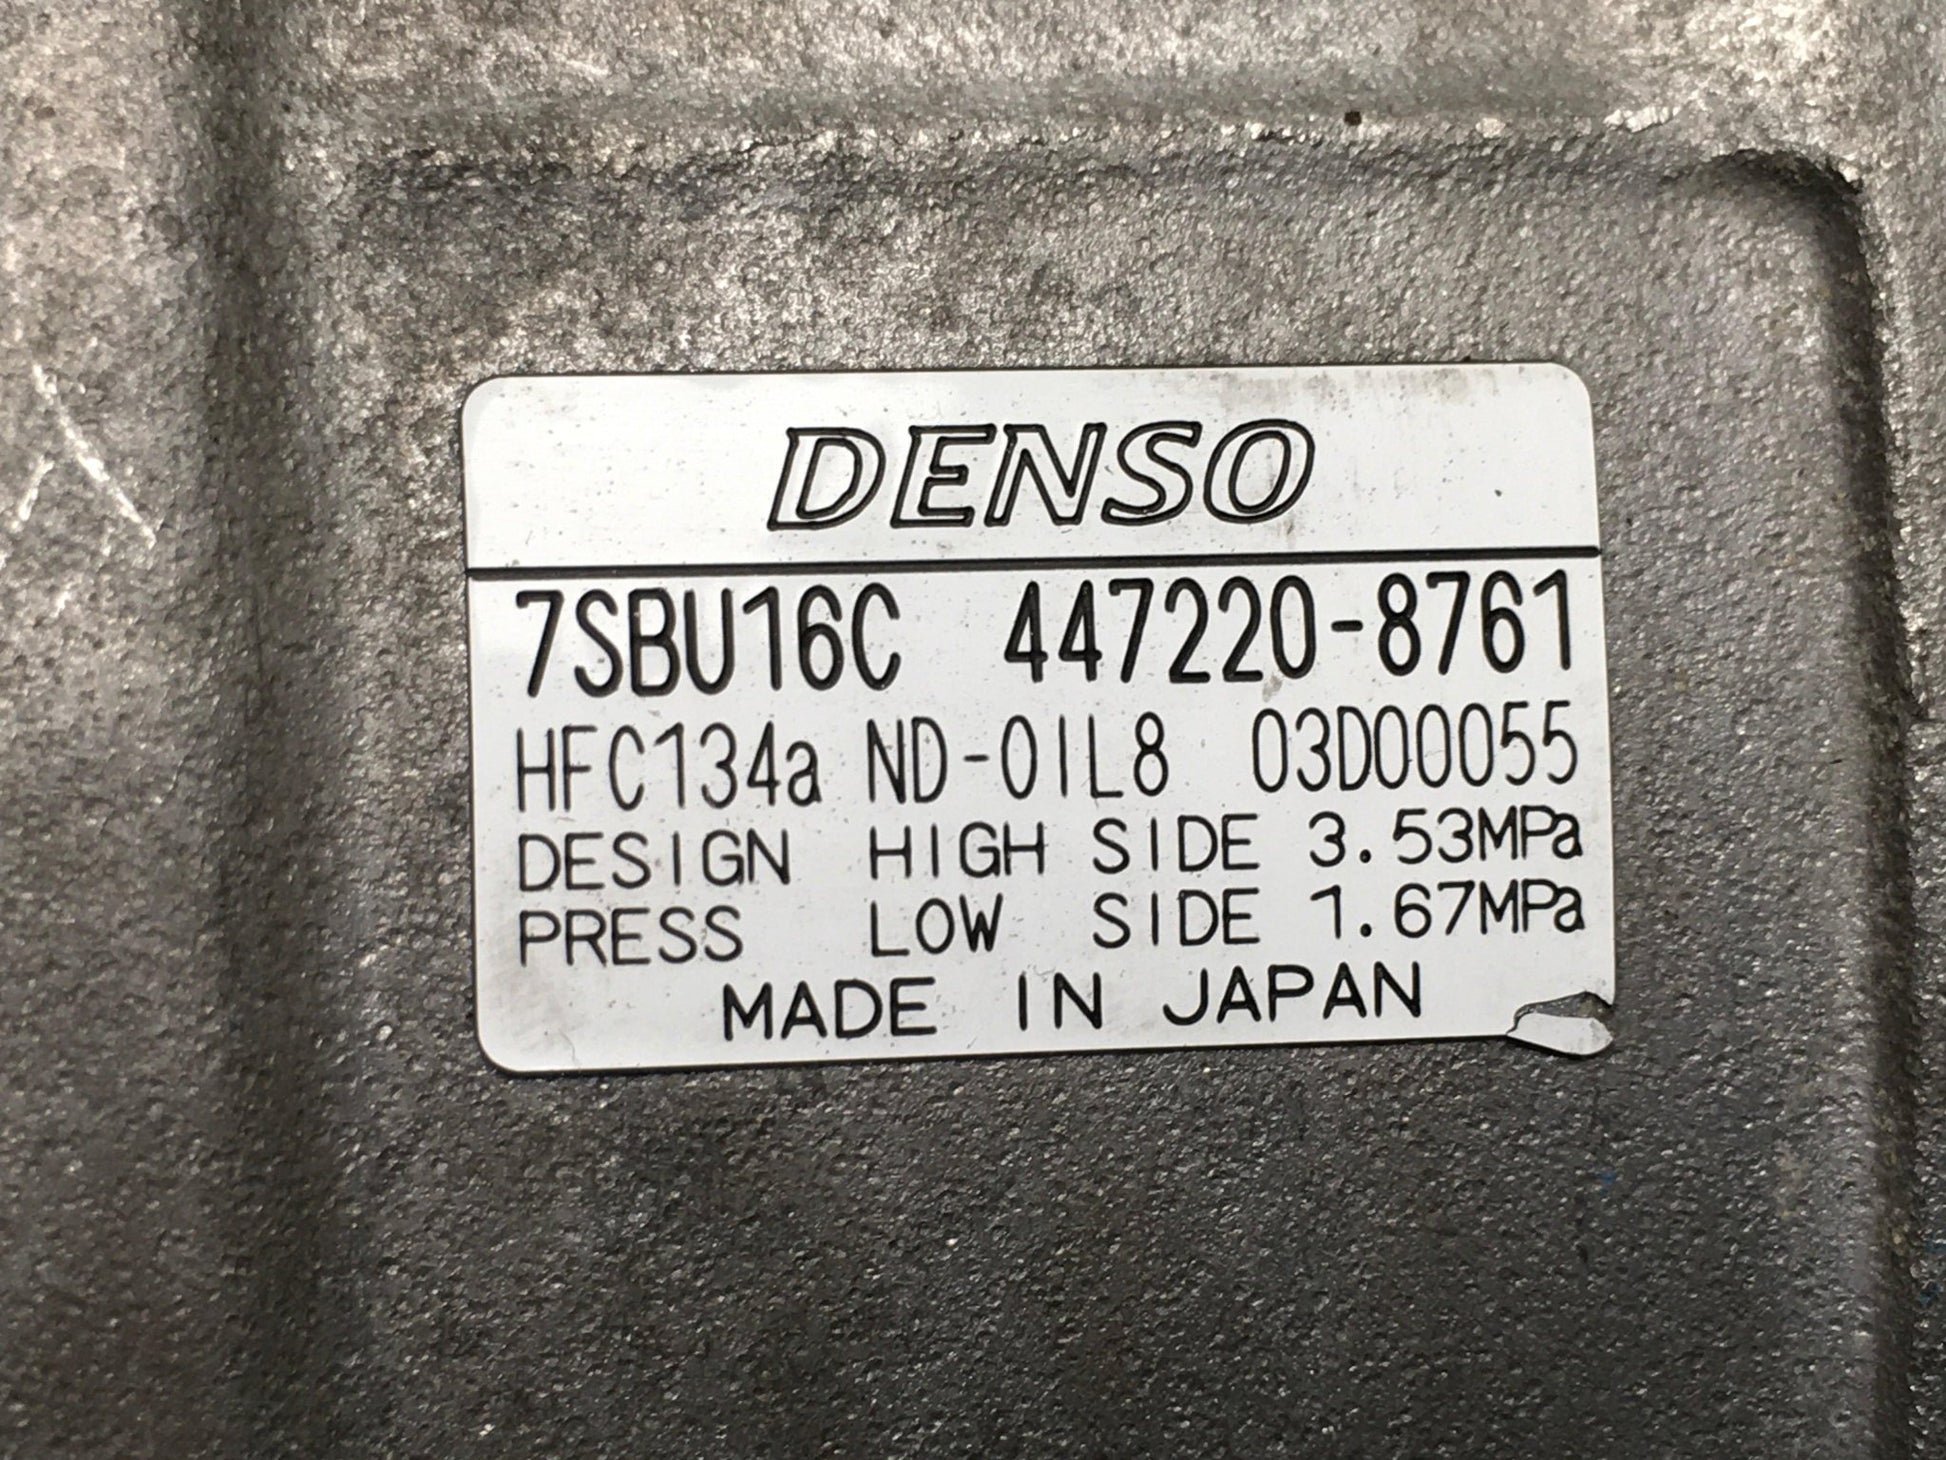 DENSO
7SBU16C 447220-8761
HFC134a ND-OIL8 03D00055
DESIGN HIGH SIDE 3.53MPa
PRESS LOW SIDE 1.67MPa
MADE IN JAPAN